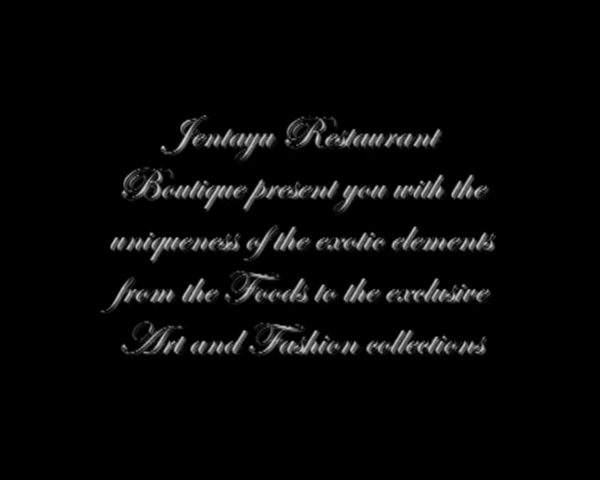 Jentayu Restaurant
Boutique present you with the
uniqueness of the exotic elements
from the Foods to the exclusive
Art and Fashion collections